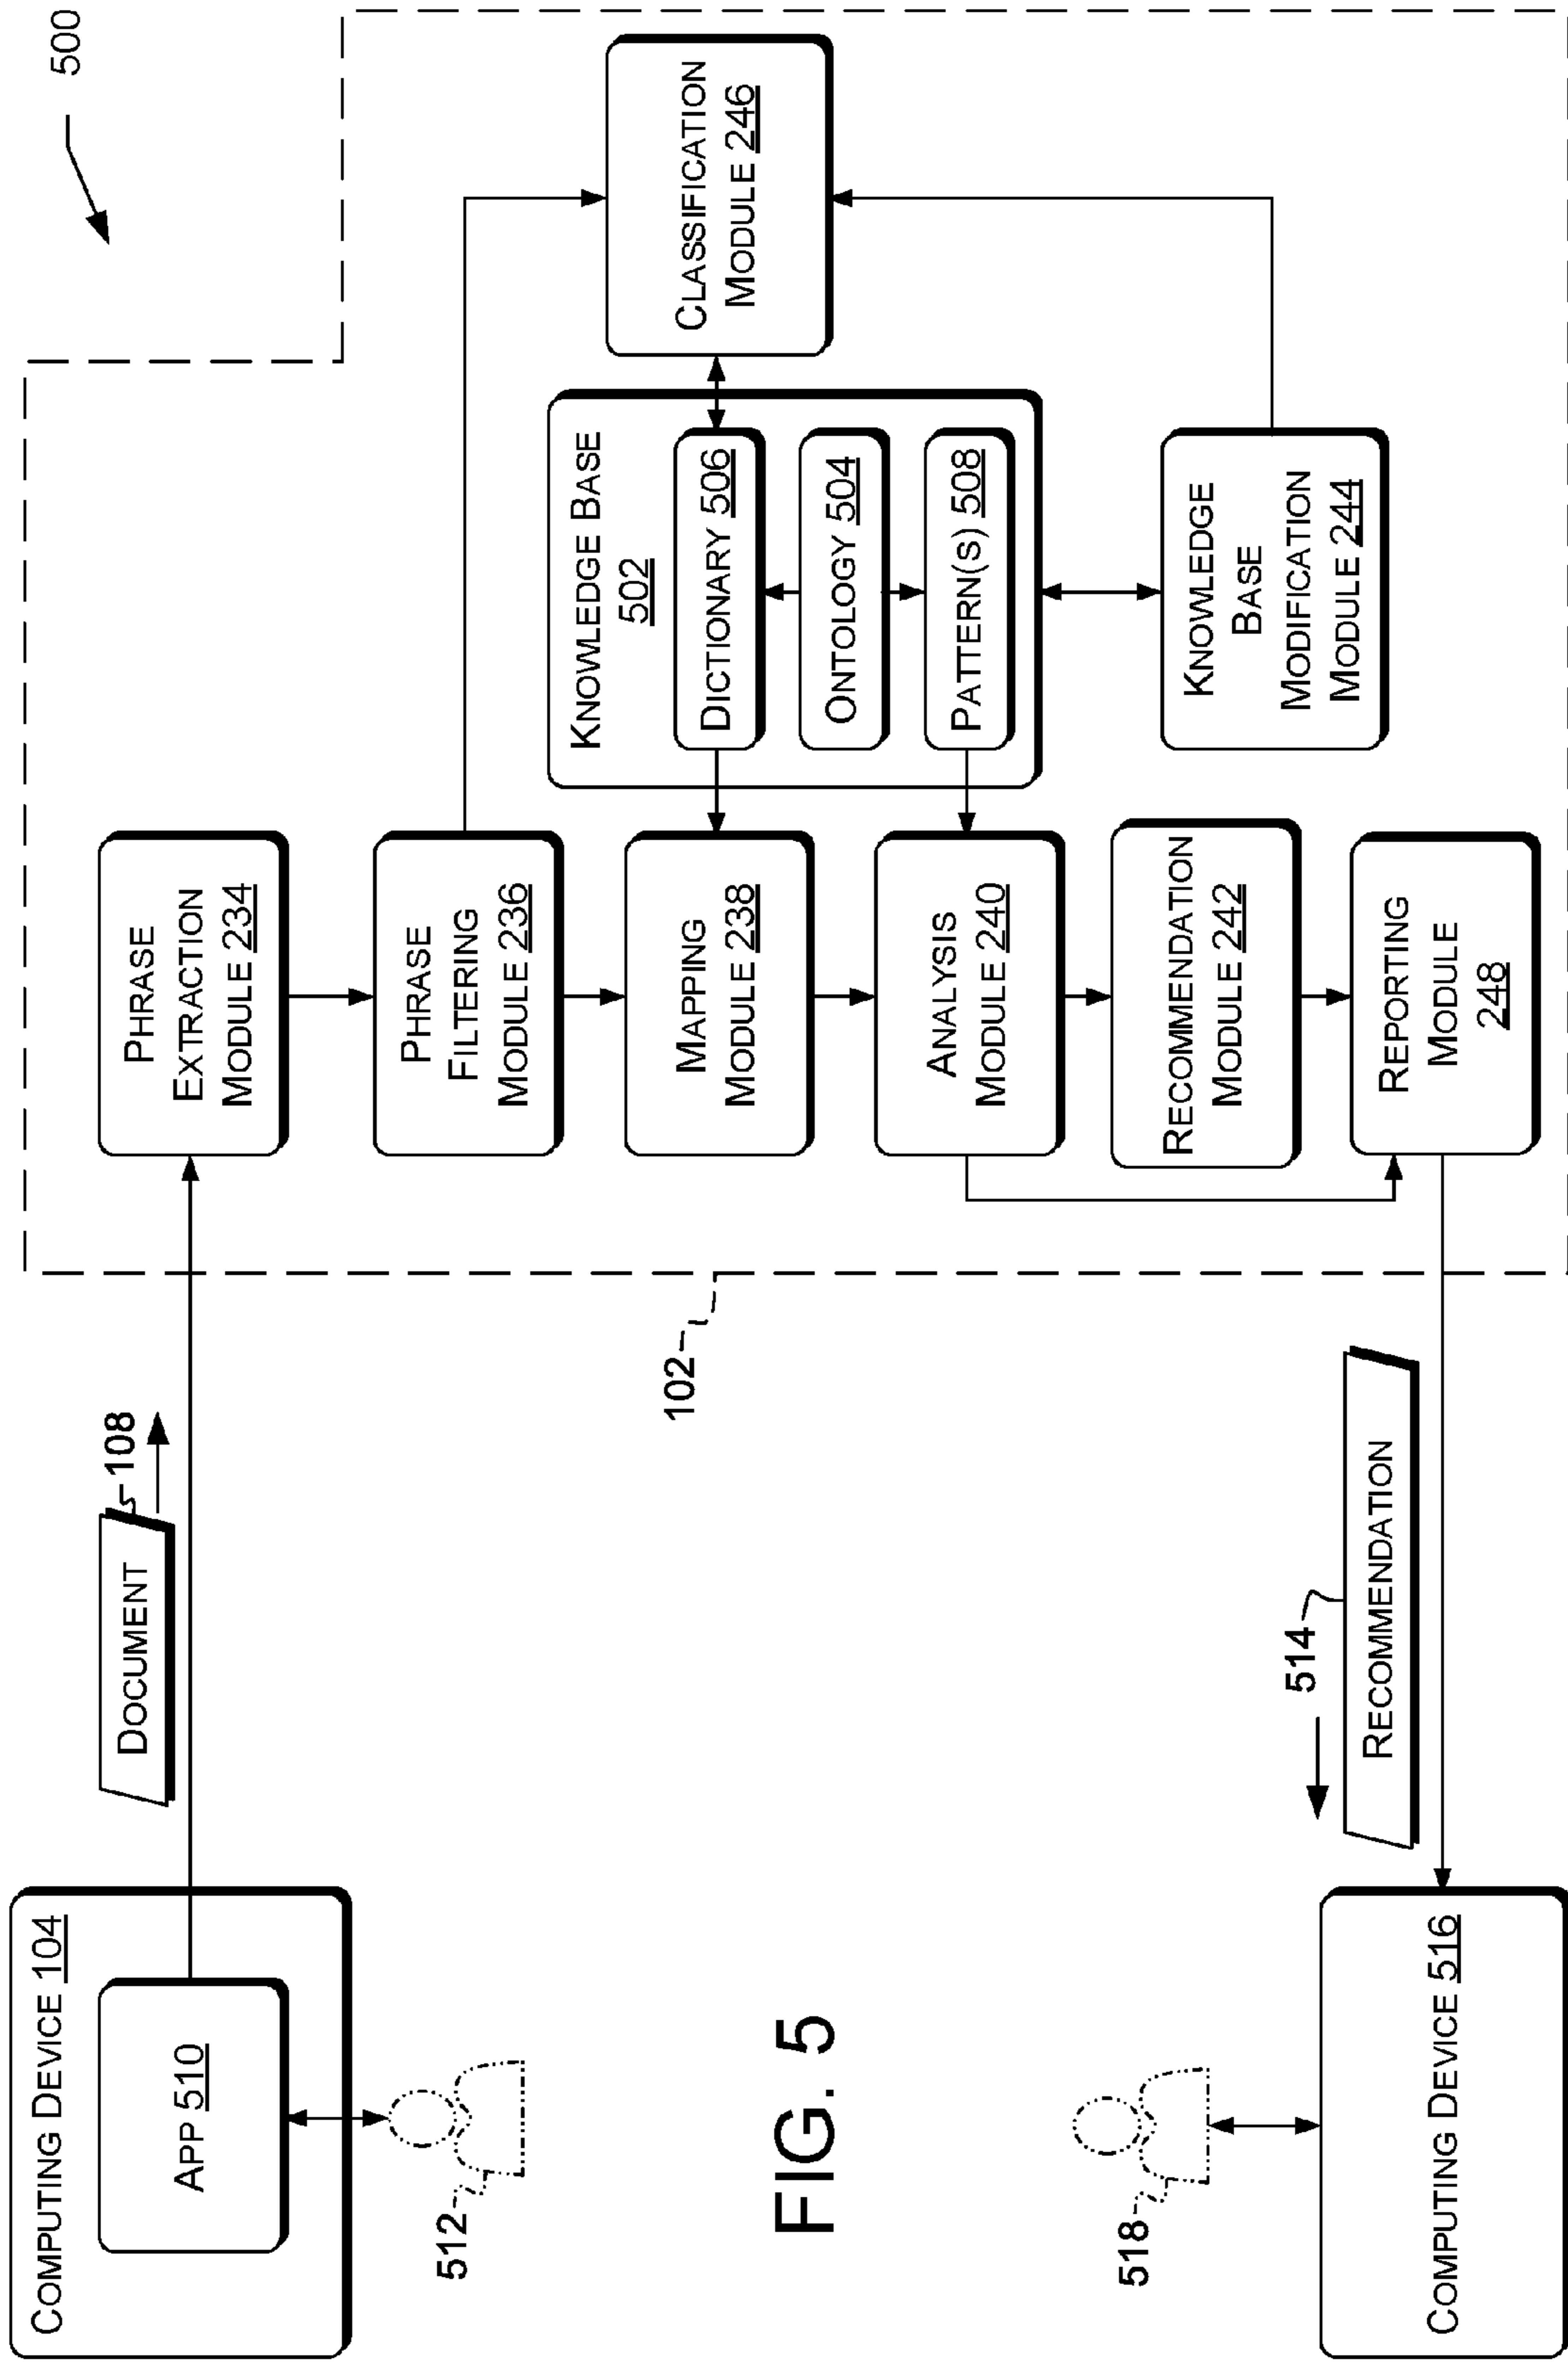 500
COMPUTING DEVICE 104
APP 510
512
DOCUMENT
108
102
PHRASE
EXTRACTION
MODULE 234
PHRASE
FILTERING
MODULE 236
MAPPING
MODULE 238
ANALYSIS
MODULE 240
RECOMMENDATION
MODULE 242
REPORTING
MODULE
248
KNOWLEDGE BASE
502
DICTIONARY 506
ONTOLOGY 504
PATTERN(S) 508
CLASSIFICATION
MODULE 246
KNOWLEDGE
BASE
MODIFICATION
MODULE 244
514
RECOMMENDATION
518
COMPUTING DEVICE 516
FIG. 5